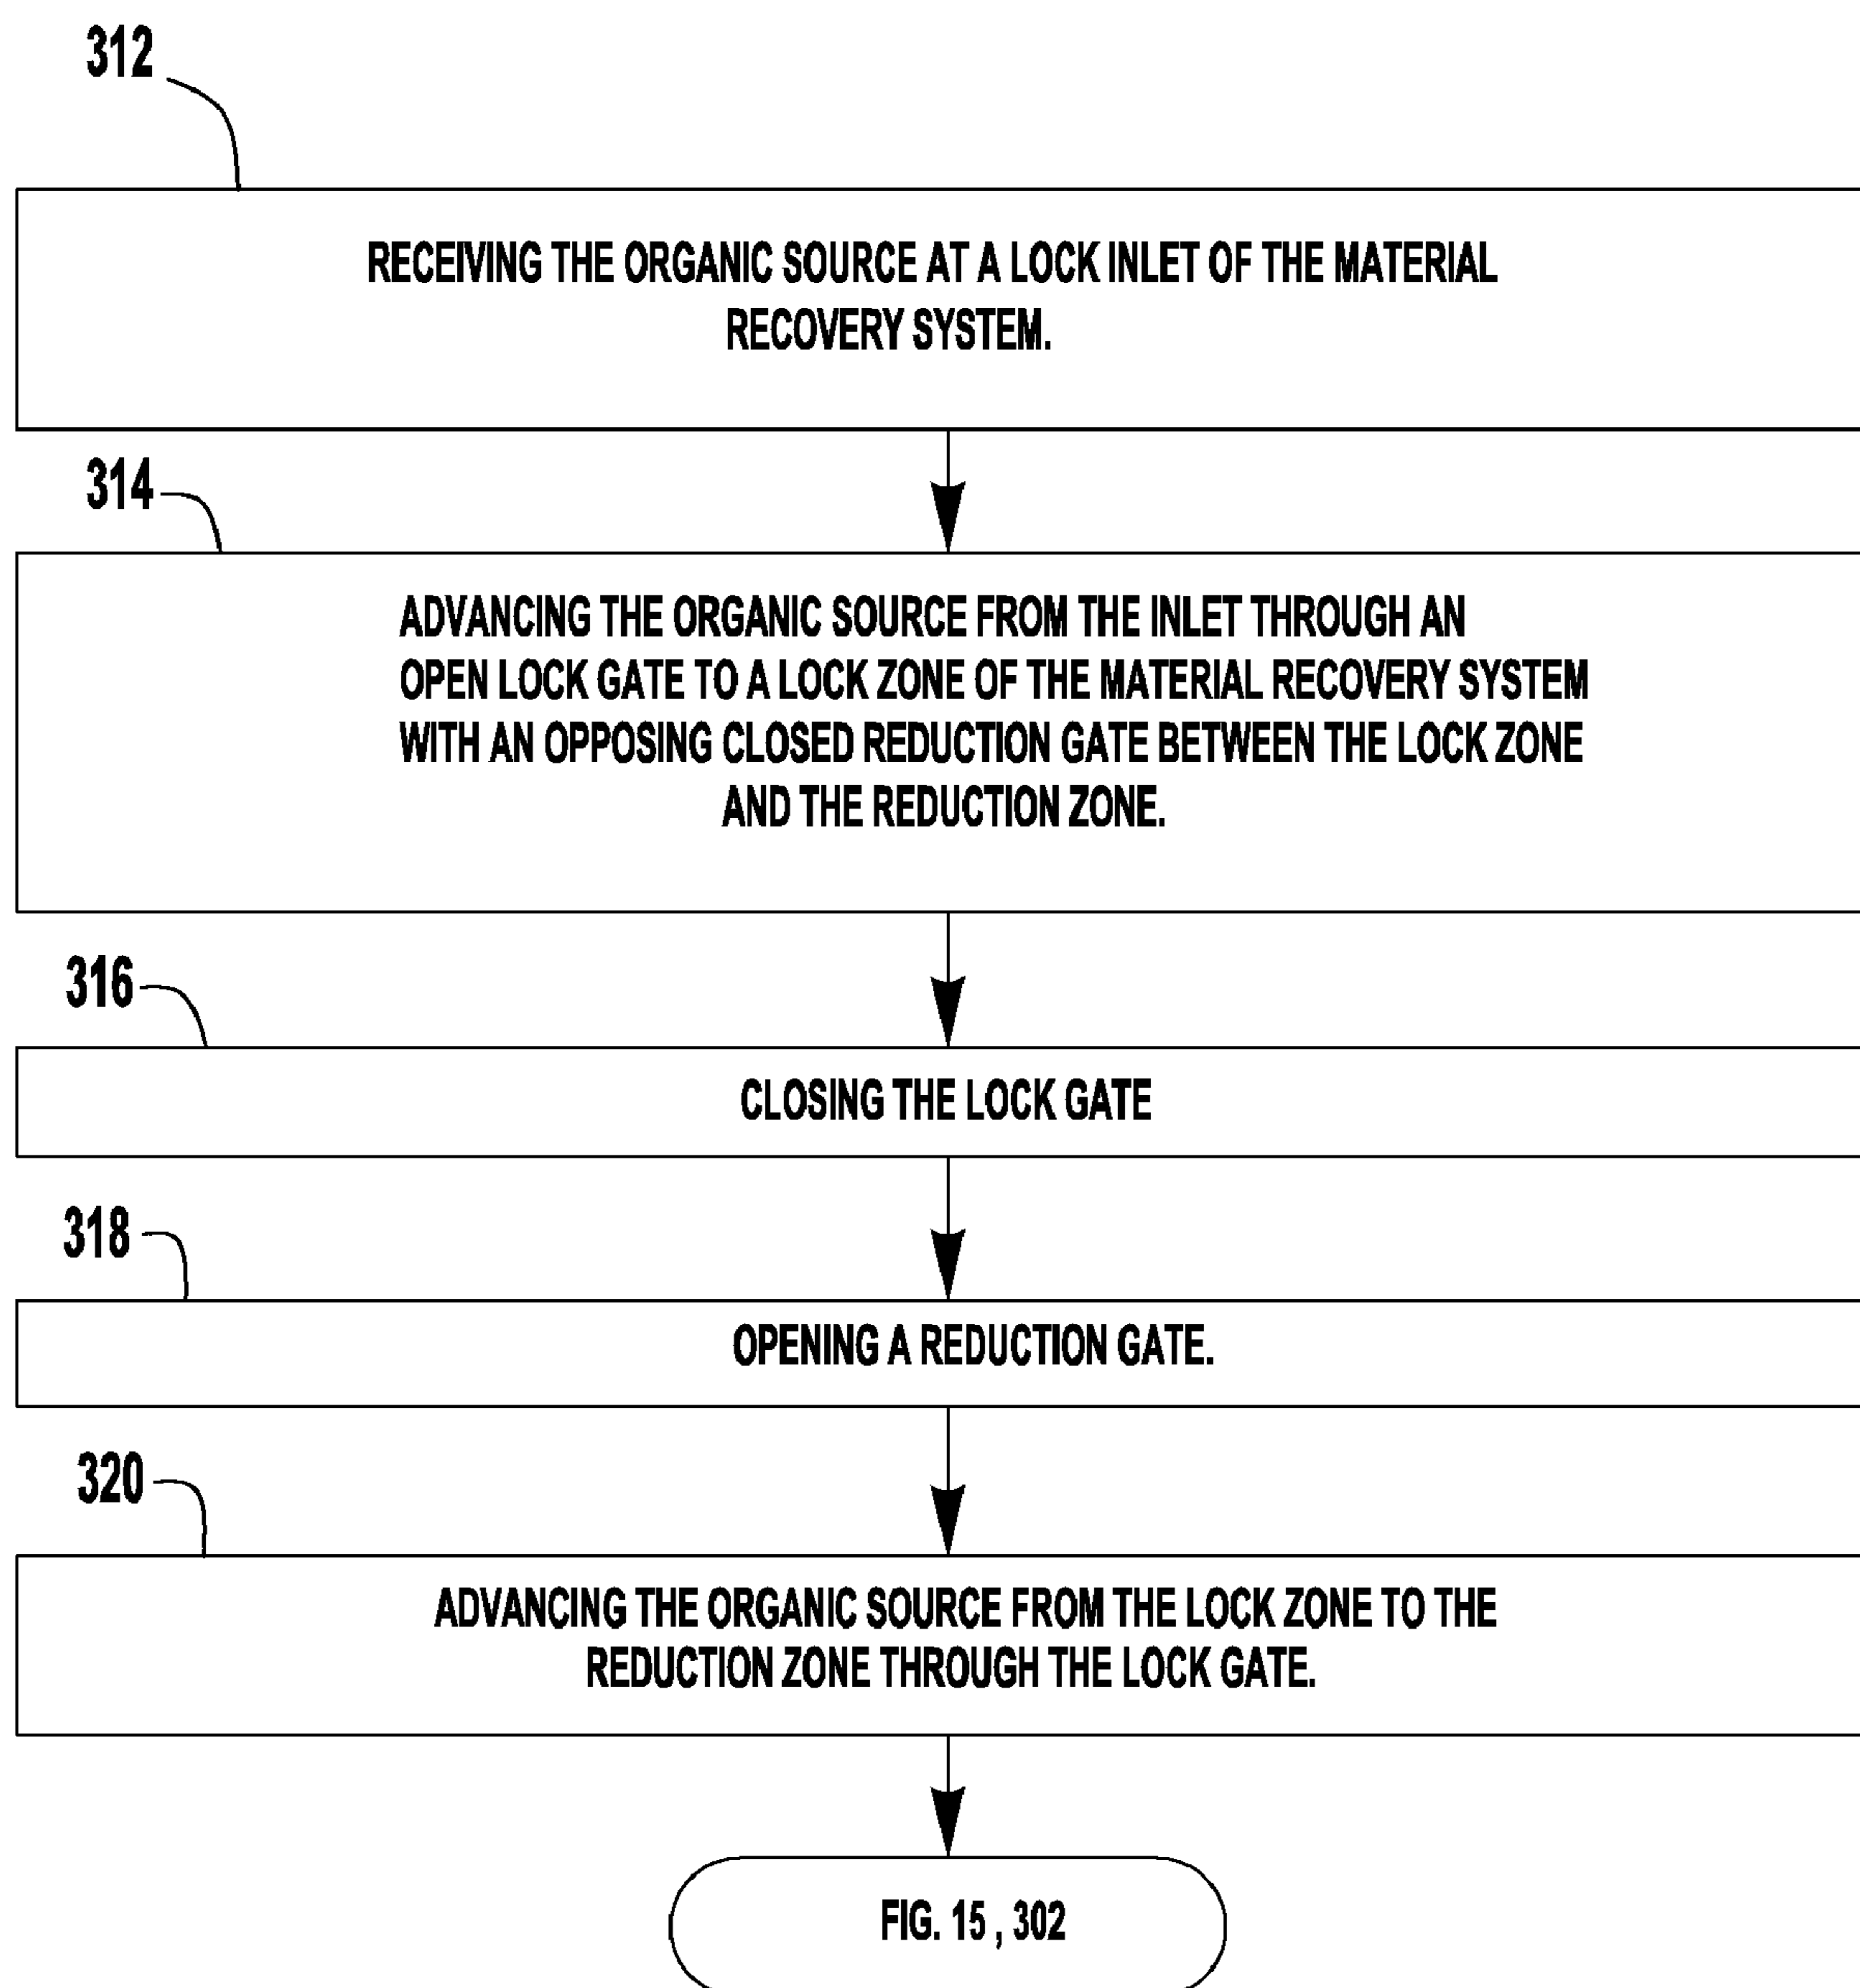 312
RECEIVING THE ORGANIC SOURCE AT A LOCK INLET OF THE MATERIAL
RECOVERY SYSTEM.
314
ADVANCING THE ORGANIC SOURCE FROM THE INLET THROUGH AN
OPEN LOCK GATE TO A LOCK ZONE OF THE MATERIAL RECOVERY SYSTEM
WITH AN OPPOSING CLOSED REDUCTION GATE BETWEEN THE LOCK ZONE
AND THE REDUCTION ZONE.
316
CLOSING THE LOCK GATE
318
OPENING A REDUCTION GATE.
320
ADVANCING THE ORGANIC SOURCE FROM THE LOCK ZONE TO THE
REDUCTION ZONE THROUGH THE LOCK GATE.
FIG. 15 , 302